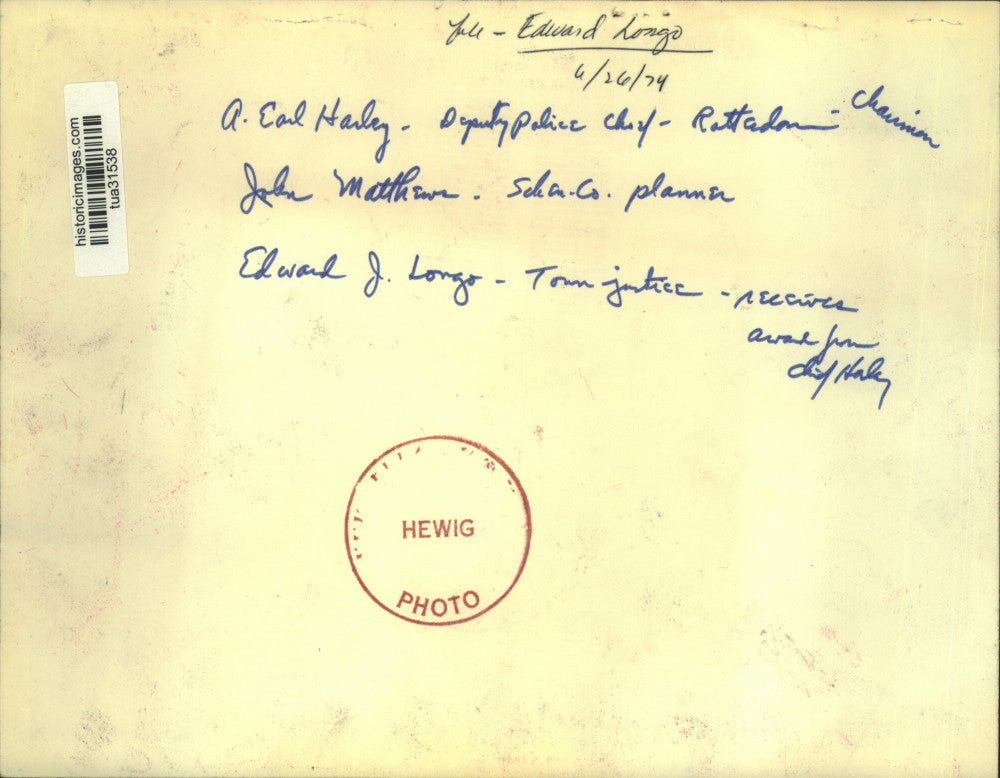 file - Edward Longo
6/26/74
A. Earl Harley - Deputy Police Chief - Rotterdam - Chairman
John Matthews - Schen. Co. planner
Edward J. Longo - Town justice - receives
award from
Chief Harley
HEWIG
PHOTO
historicimages.com
tua31538